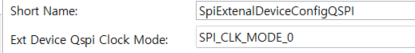 Short Name: SpiExtenalDeviceConfigQSPI
Ext Device Qspi Clock Mode: SPI_CLK_MODE_0